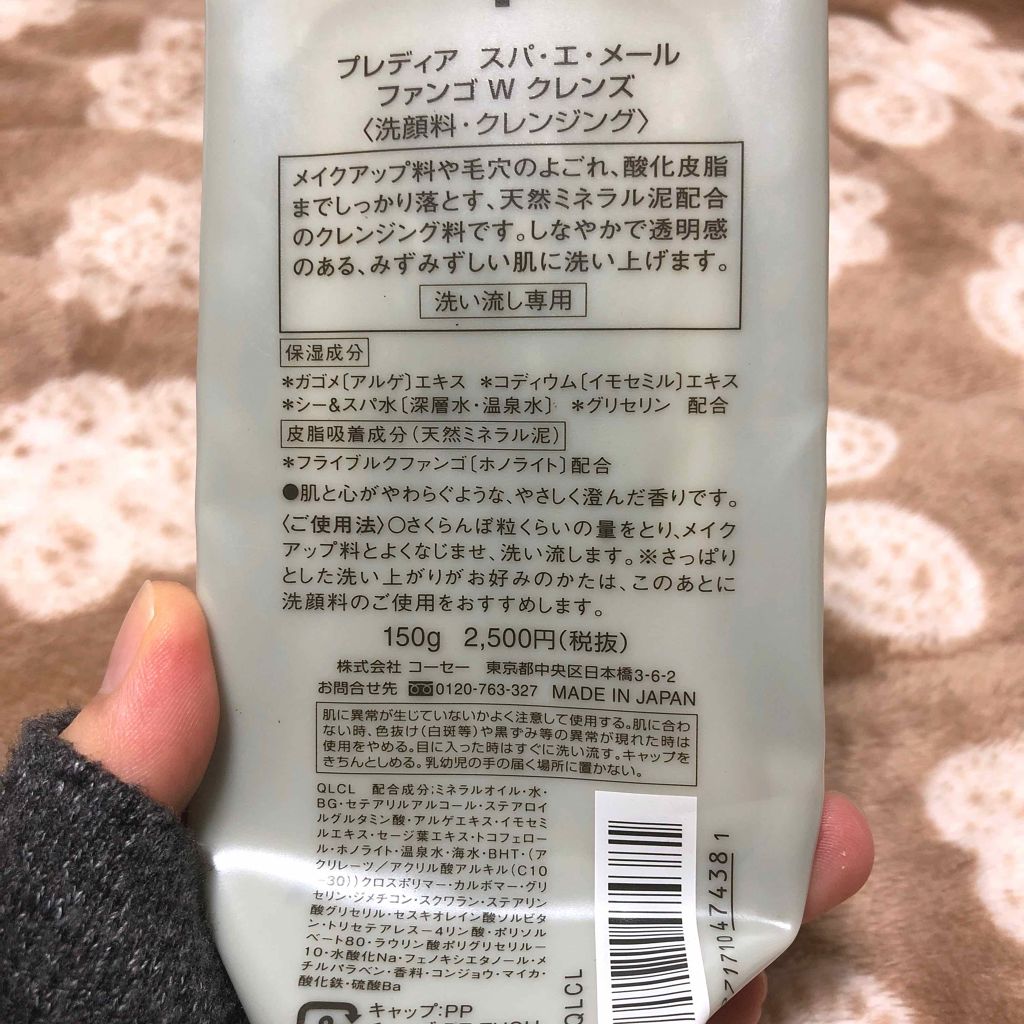 プレディア スパ・エ・メール
ファンゴ W クレンズ
〈洗顔料・クレンジング〉
メイクアップ料や毛穴のよごれ、酸化皮脂
までしっかり落とす、天然ミネラル泥配合
のクレンジング料です。しなやかで透明感
のある、みずみずしい肌に洗い上げます。
洗い流し専用
保湿成分
*ガゴメ〔アルゲ〕エキス *コディウム〔イモセミル〕エキス
*シー&スパ水〔深層水・温泉水〕 *グリセリン 配合
皮脂吸着成分(天然ミネラル泥)
*フライブルクファンゴ〔ホノライト〕配合
●肌と心がやわらぐような、やさしく澄んだ香りです。
〈ご使用法〉○さくらんぼ粒くらいの量をとり、メイク
アップ料とよくなじませ、洗い流します。※さっぱり
とした洗い上がりがお好みのかたは、このあとに
洗顔料のご使用をおすすめします。
150g 2,500円(税抜)
株式会社 コーセー 東京都中央区日本橋3-6-2
お問合せ先 0120-763-327 MADE IN JAPAN
肌に異常が生じていないかよく注意して使用する。肌に合わ
ない時、色抜け(白斑等)や黒ずみ等の異常が現れた時は
使用をやめる。目に入った時はすぐに洗い流す。キャップを
きちんとしめる。乳幼児の手の届く場所に置かない。
QLCL 配合成分:ミネラルオイル・水・
BG・セテアリルアルコール・ステアロイ
ルグルタミン酸・アルゲエキス・イモセミ
ルエキス・セージ葉エキス・トコフェロー
ル・ホノライト・温泉水・海水・BHT・(ア
クリレーツ/アクリル酸アルキル(C10
-30))クロスポリマー・カルボマー・グリ
セリン・ジメチコン・スクワラン・ステアリン
酸グリセリル・セスキオレイン酸ソルビタ
ン・トリセテアレス-4リン酸・ポリソル
ベート80・ラウリン酸ポリグリセリル-
10・水酸化Na・フェノキシエタノール・メ
チルパラベン・香料・コンジョウ・マイカ・
酸化鉄・硫酸Ba
キャップ:PP
QLCL